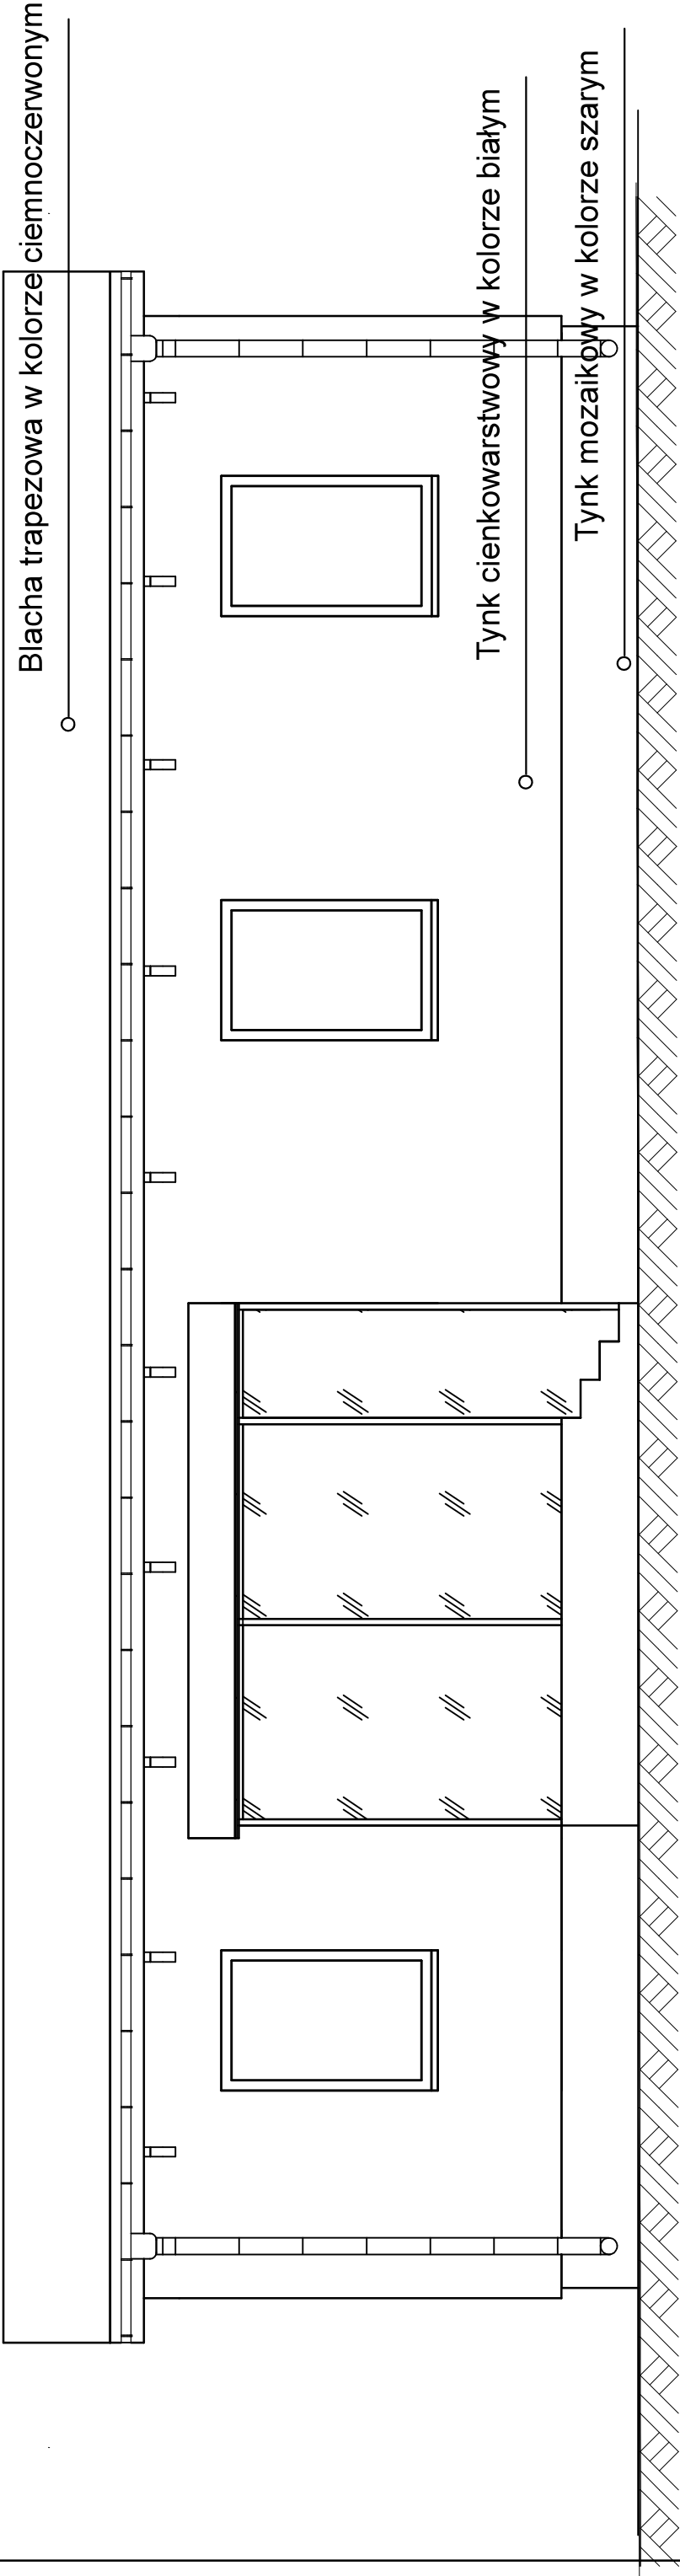 Blacha trapezowa w kolorze ciemnoczerwonym
Tynk cienkowarstwowy w kolorze białym
Tynk mozaikowy w kolorze szarym